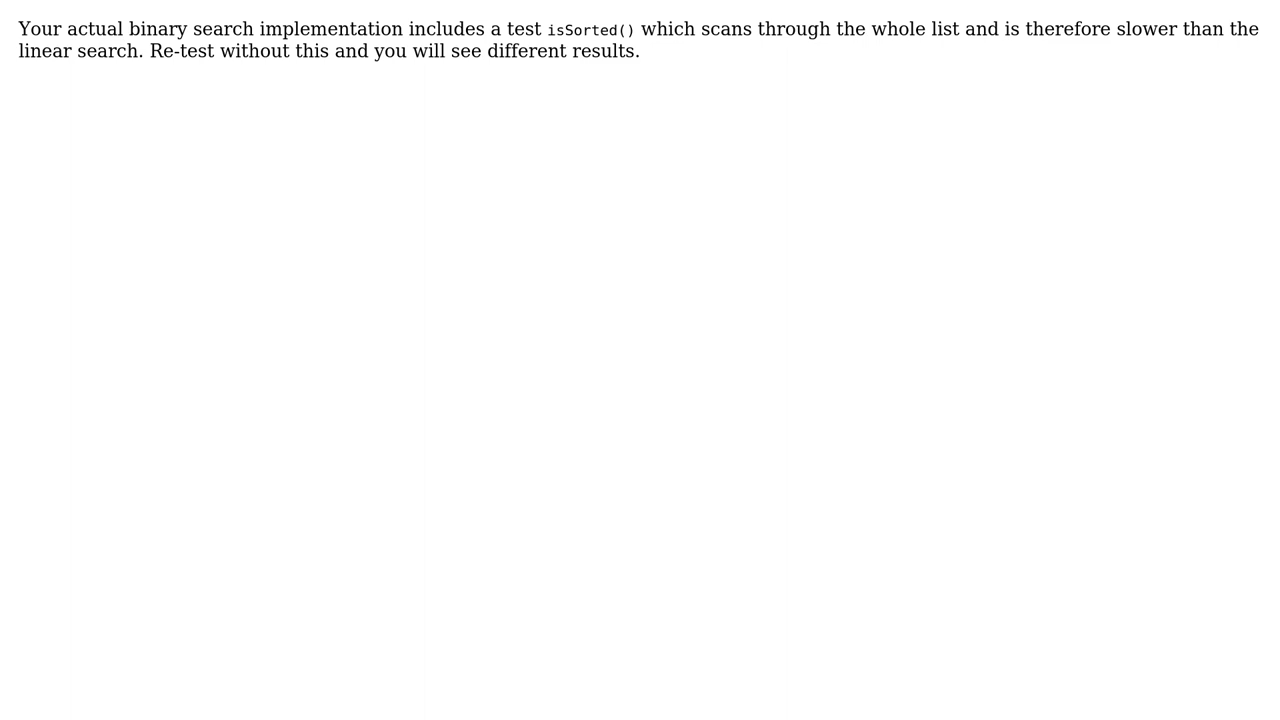 Your actual binary search implementation includes a test isSorted() which scans through the whole list and is therefore slower than the
linear search. Re-test without this and you will see different results.